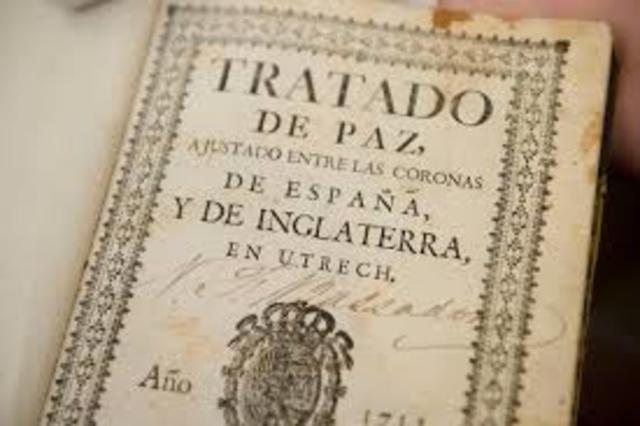 TRATADO
DE PAZ,
AJUSTADO ENTRE LAS CORONAS
DE ESPAÑA,
Y DE INGLATERRA,
EN UTRECH.
Año